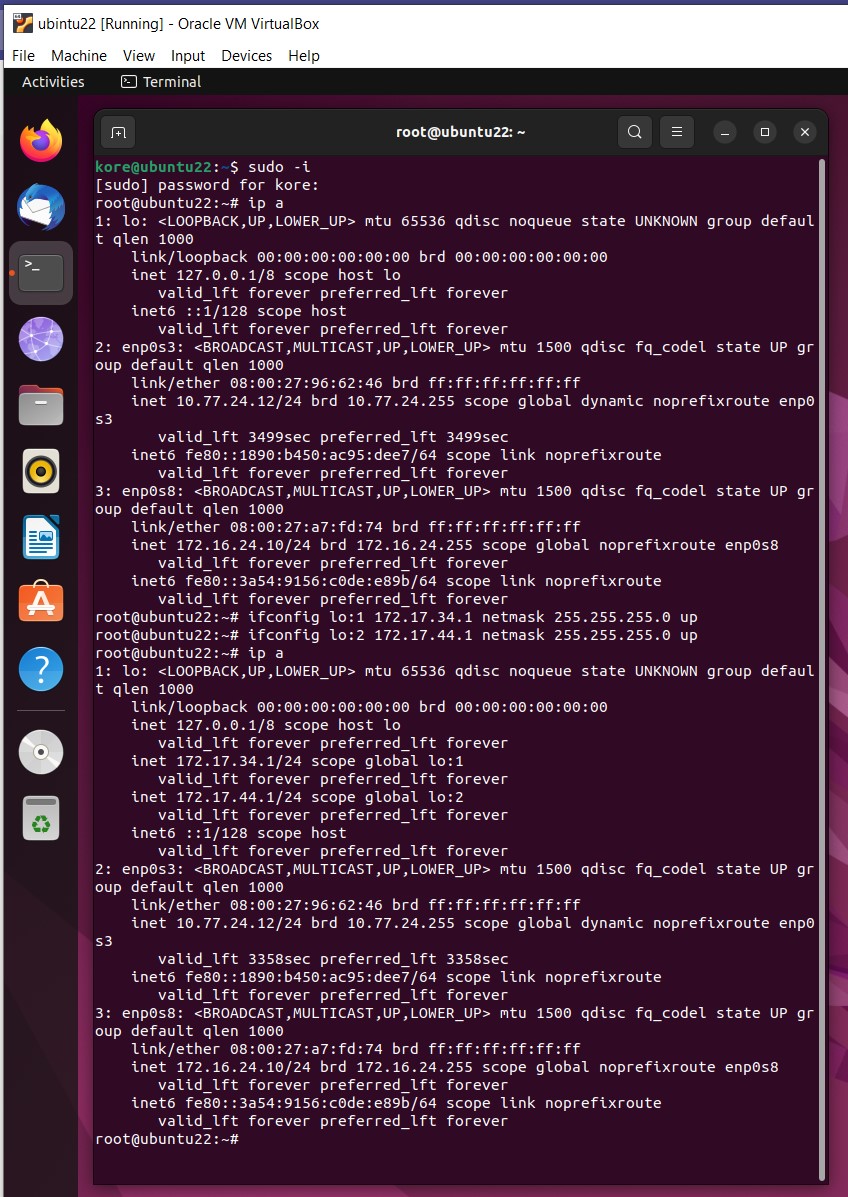 ubintu22 [Running] - Oracle VM VirtualBox
File Machine View Input Devices Help
Activities Terminal
root@ubuntu22: ~
kore@ubuntu22:~$ sudo -i
[sudo] password for kore:
root@ubuntu22:~# ip a
1: lo: <LOOPBACK,UP,LOWER_UP> mtu 65536 qdisc noqueue state UNKNOWN group defaul
t qlen 1000
    link/loopback 00:00:00:00:00:00 brd 00:00:00:00:00:00
    inet 127.0.0.1/8 scope host lo
       valid_lft forever preferred_lft forever
    inet6 ::1/128 scope host
       valid_lft forever preferred_lft forever
2: enp0s3: <BROADCAST,MULTICAST,UP,LOWER_UP> mtu 1500 qdisc fq_codel state UP gr
oup default qlen 1000
    link/ether 08:00:27:96:62:46 brd ff:ff:ff:ff:ff:ff
    inet 10.77.24.12/24 brd 10.77.24.255 scope global dynamic noprefixroute enp0
s3
       valid_lft 3499sec preferred_lft 3499sec
    inet6 fe80::1890:b450:ac95:dee7/64 scope link noprefixroute
       valid_lft forever preferred_lft forever
3: enp0s8: <BROADCAST,MULTICAST,UP,LOWER_UP> mtu 1500 qdisc fq_codel state UP gr
oup default qlen 1000
    link/ether 08:00:27:a7:fd:74 brd ff:ff:ff:ff:ff:ff
    inet 172.16.24.10/24 brd 172.16.24.255 scope global noprefixroute enp0s8
       valid_lft forever preferred_lft forever
    inet6 fe80::3a54:9156:c0de:e89b/64 scope link noprefixroute
       valid_lft forever preferred_lft forever
root@ubuntu22:~# ifconfig lo:1 172.17.34.1 netmask 255.255.255.0 up
root@ubuntu22:~# ifconfig lo:2 172.17.44.1 netmask 255.255.255.0 up
root@ubuntu22:~# ip a
1: lo: <LOOPBACK,UP,LOWER_UP> mtu 65536 qdisc noqueue state UNKNOWN group defaul
t qlen 1000
    link/loopback 00:00:00:00:00:00 brd 00:00:00:00:00:00
    inet 127.0.0.1/8 scope host lo
       valid_lft forever preferred_lft forever
    inet 172.17.34.1/24 scope global lo:1
       valid_lft forever preferred_lft forever
    inet 172.17.44.1/24 scope global lo:2
       valid_lft forever preferred_lft forever
    inet6 ::1/128 scope host
       valid_lft forever preferred_lft forever
2: enp0s3: <BROADCAST,MULTICAST,UP,LOWER_UP> mtu 1500 qdisc fq_codel state UP gr
oup default qlen 1000
    link/ether 08:00:27:96:62:46 brd ff:ff:ff:ff:ff:ff
    inet 10.77.24.12/24 brd 10.77.24.255 scope global dynamic noprefixroute enp0
s3
       valid_lft 3358sec preferred_lft 3358sec
    inet6 fe80::1890:b450:ac95:dee7/64 scope link noprefixroute
       valid_lft forever preferred_lft forever
3: enp0s8: <BROADCAST,MULTICAST,UP,LOWER_UP> mtu 1500 qdisc fq_codel state UP gr
oup default qlen 1000
    link/ether 08:00:27:a7:fd:74 brd ff:ff:ff:ff:ff:ff
    inet 172.16.24.10/24 brd 172.16.24.255 scope global noprefixroute enp0s8
       valid_lft forever preferred_lft forever
    inet6 fe80::3a54:9156:c0de:e89b/64 scope link noprefixroute
       valid_lft forever preferred_lft forever
root@ubuntu22:~#